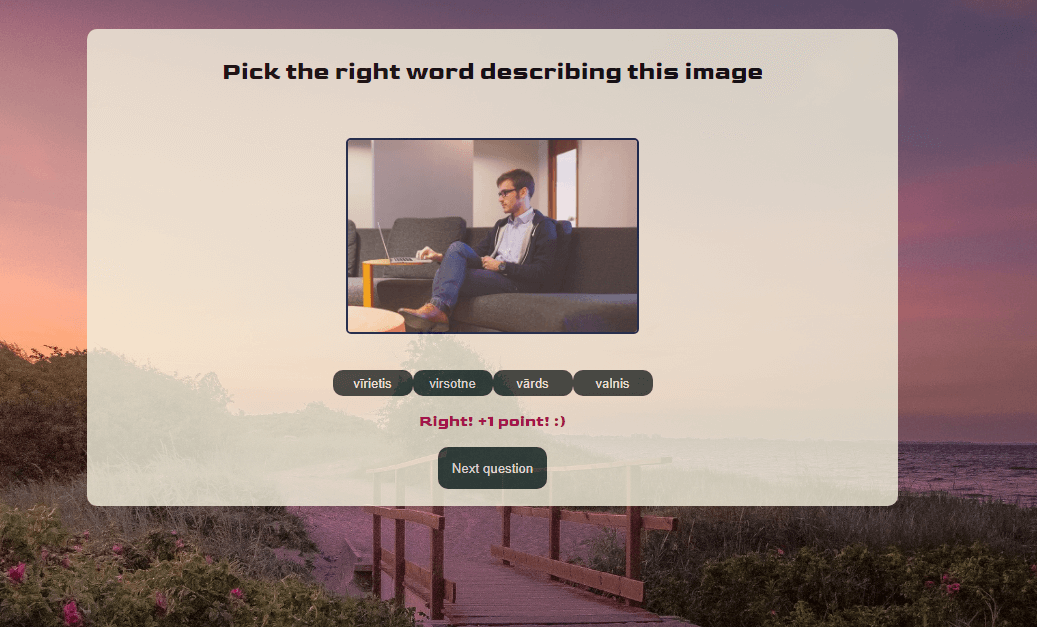 Pick the right word describing this image
vīrietis virsotne vārds valnis
Right! +1 point! :)
Next question